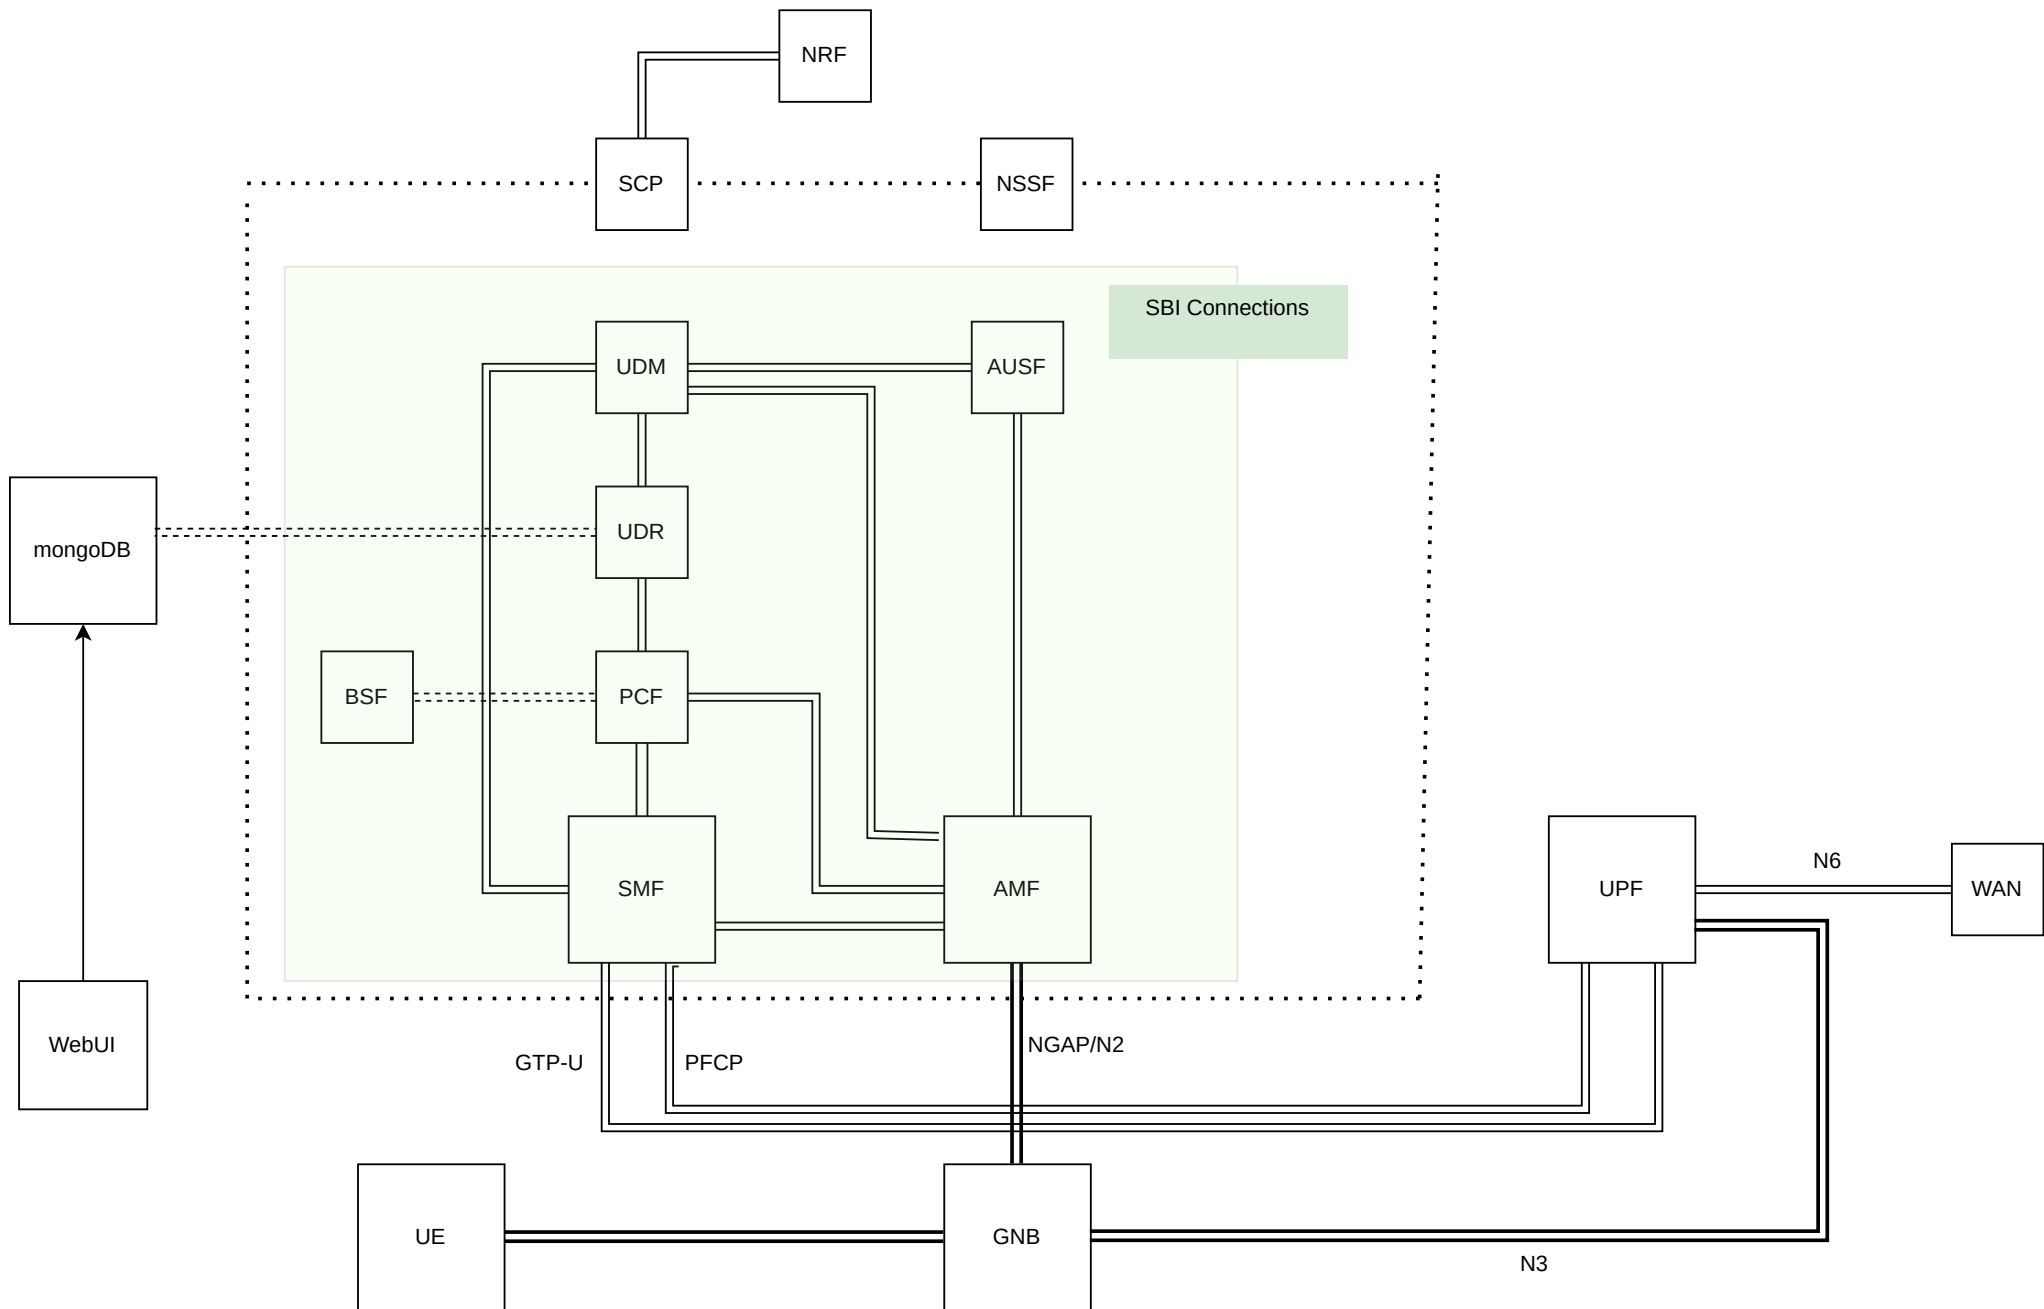 NRF
SCP
NSSF
SBI Connections
UDM
AUSF
UDR
mongoDB
BSF
PCF
SMF
AMF
UPF
N6
WAN
WebUI
GTP-U
PFCP
NGAP/N2
UE
GNB
N3